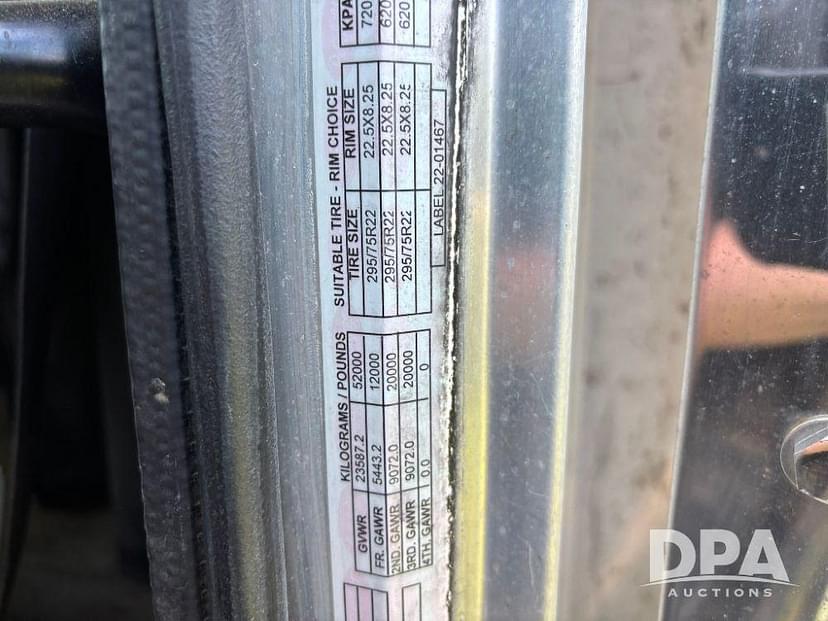 KILOGRAMS / POUNDS SUITABLE TIRE - RIM CHOICE
TIRE SIZE RIM SIZE KPA
GVWR 23587.2 52000 295/75R22 22.5X8.25 720
FR. GAWR 5443.2 12000 295/75R22 22.5X8.25 620
2ND. GAWR 9072.0 20000 295/75R22 22.5X8.25 620
3RD. GAWR 9072.0 20000
4TH. GAWR 0.0 0
LABEL 22-01467
DPA
AUCTIONS